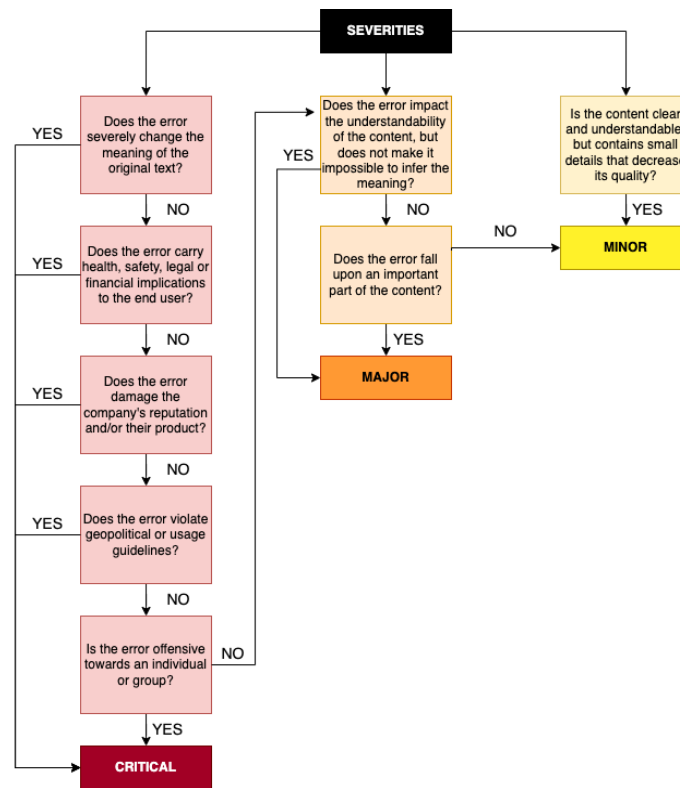 SEVERITIES
Does the error
severely change the
meaning of the
original text?
YES
NO
Does the error carry
health, safety, legal or
financial implications
to the end user?
YES
NO
Does the error
damage the
company's reputation
and/or their product?
YES
NO
Does the error violate
geopolitical or usage
guidelines?
YES
NO
Is the error offensive
towards an individual
or group?
NO
YES
CRITICAL
Does the error impact
the understandability
of the content, but
does not make it
impossible to infer the
meaning?
YES
NO
Does the error fall
upon an important
part of the content?
NO
YES
MAJOR
Is the content clear
and understandable,
but contains small
details that decrease
its quality?
YES
MINOR